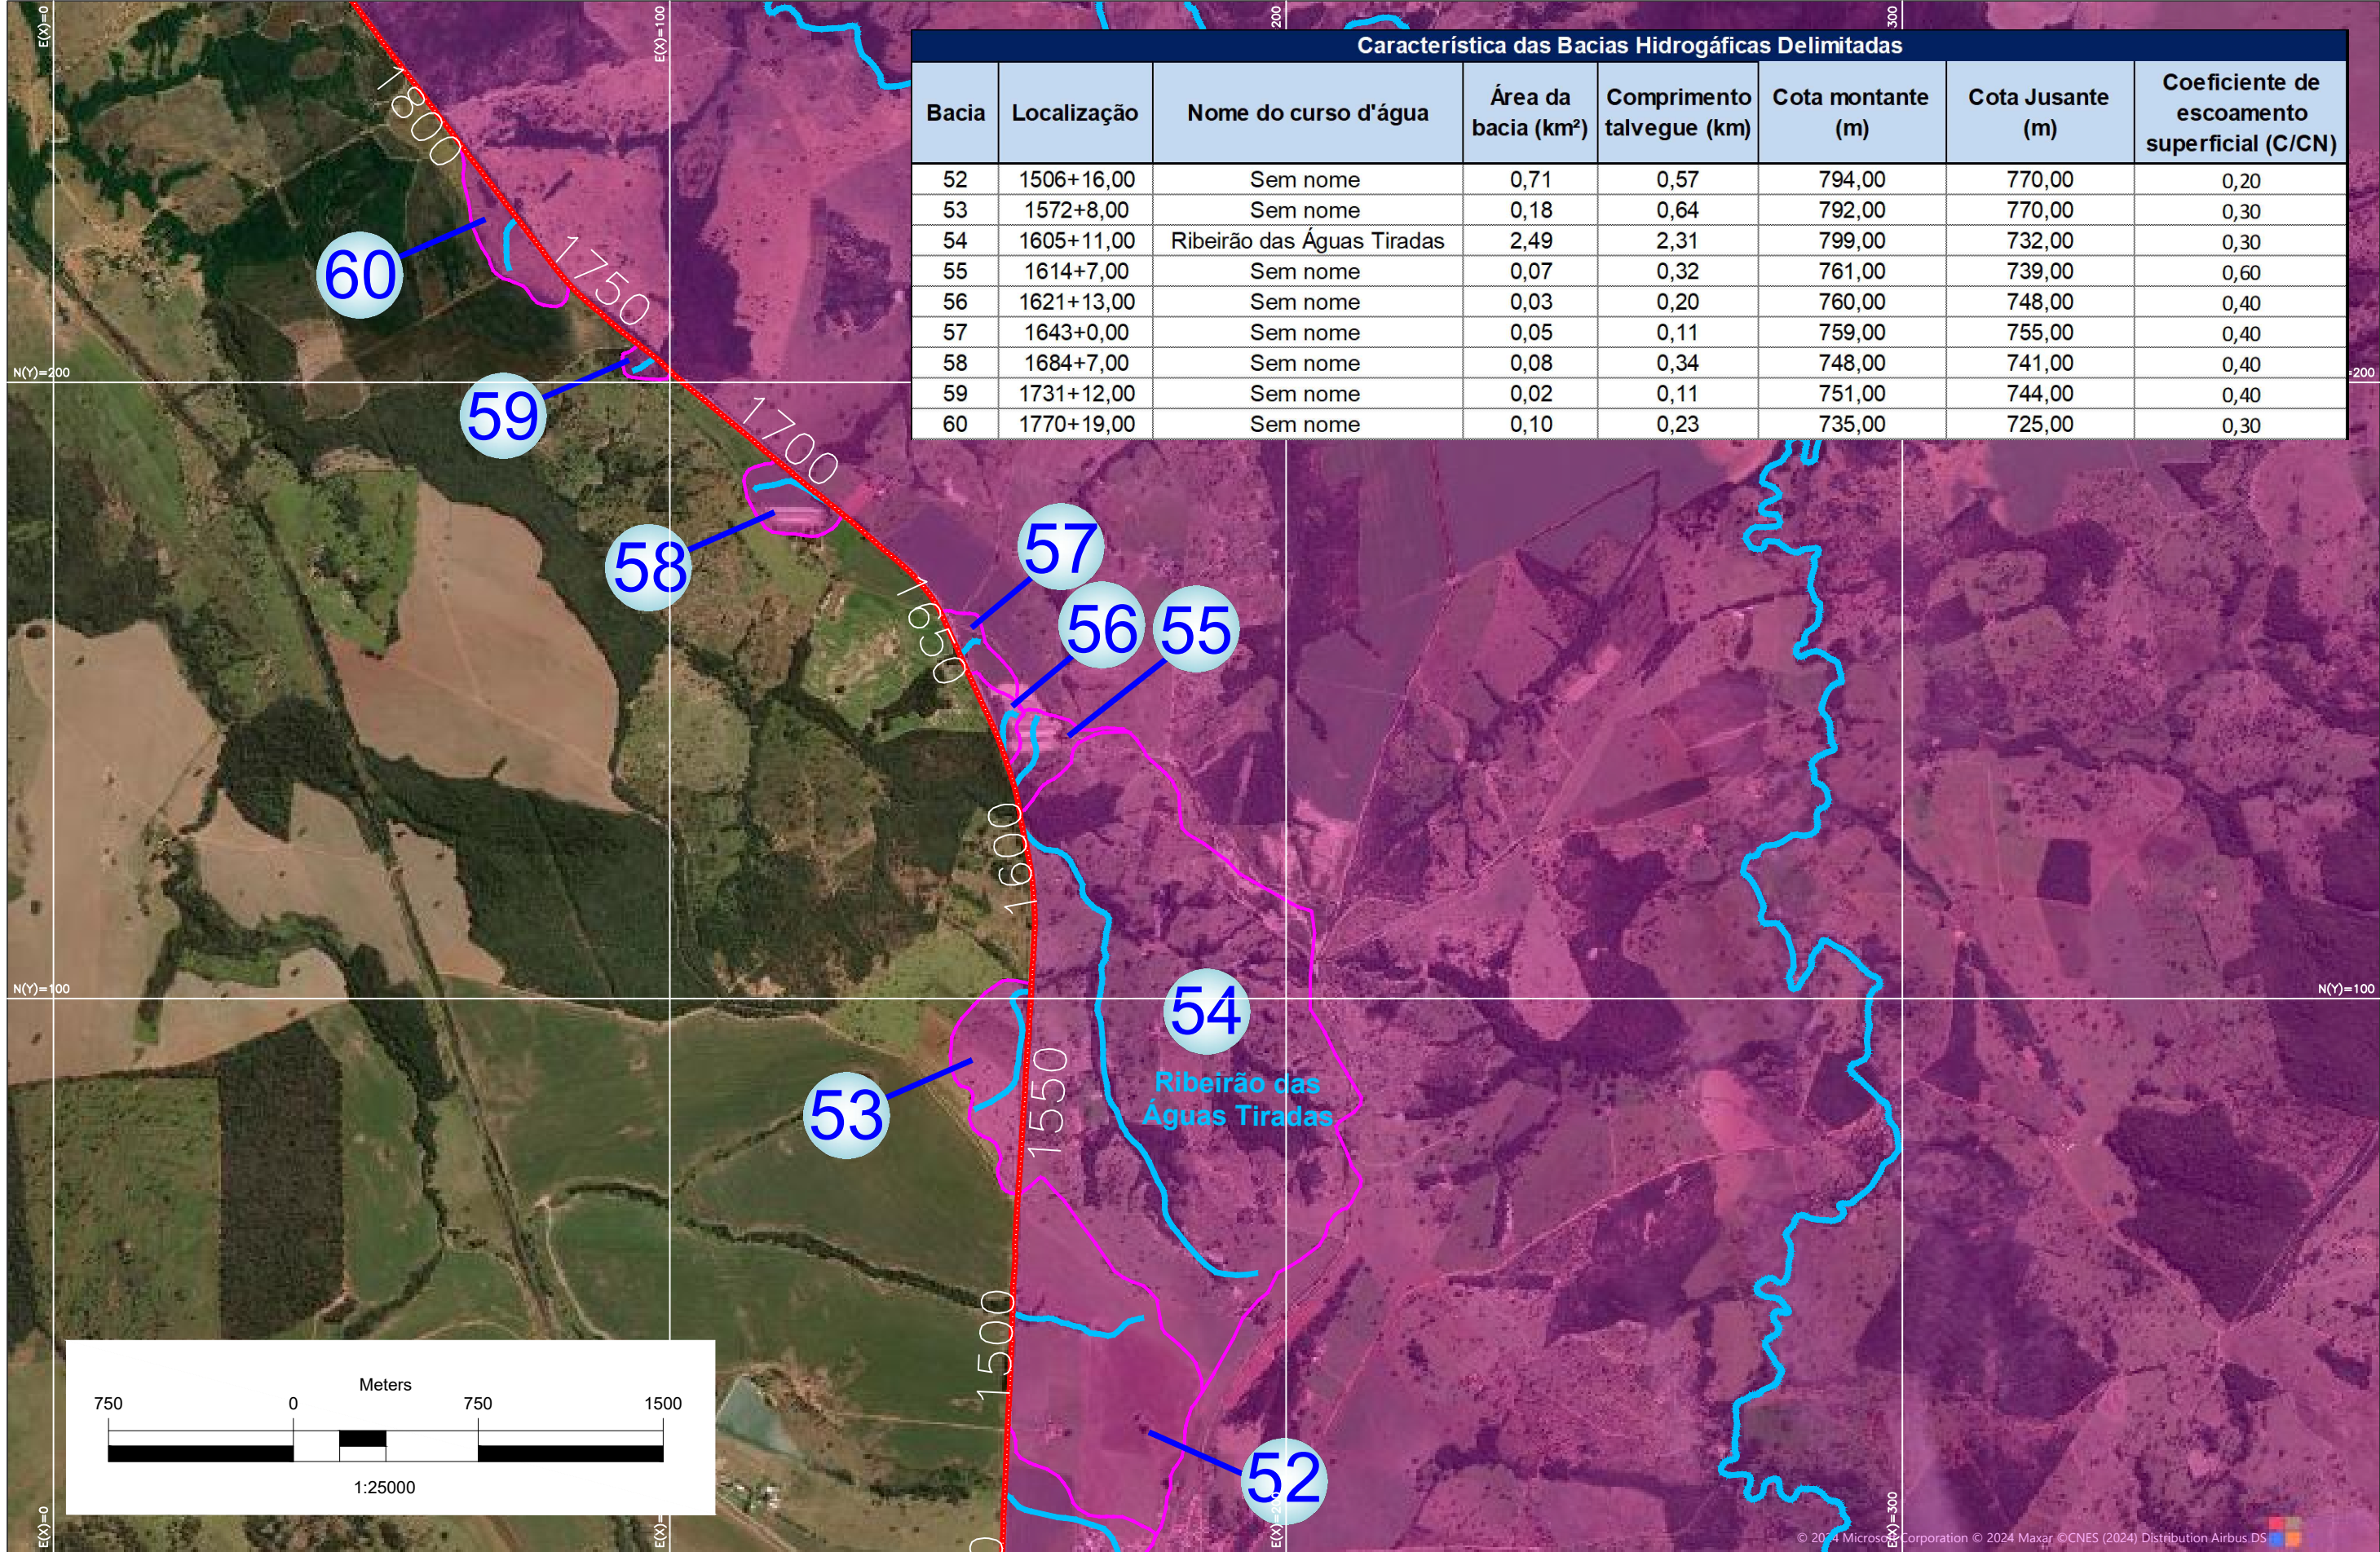 E(X)=0
E(X)=100
200
300
Característica das Bacias Hidrogáficas Delimitadas
Bacia Localização Nome do curso d'água Área da bacia (km²) Comprimento talvegue (km) Cota montante (m) Cota Jusante (m) Coeficiente de escoamento superficial (C/CN)
52 1506+16,00 Sem nome 0,71 0,57 794,00 770,00 0,20
53 1572+8,00 Sem nome 0,18 0,64 792,00 770,00 0,30
54 1605+11,00 Ribeirão das Águas Tiradas 2,49 2,31 799,00 732,00 0,30
55 1614+7,00 Sem nome 0,07 0,32 761,00 739,00 0,60
56 1621+13,00 Sem nome 0,03 0,20 760,00 748,00 0,40
57 1643+0,00 Sem nome 0,05 0,11 759,00 755,00 0,40
58 1684+7,00 Sem nome 0,08 0,34 748,00 741,00 0,40
59 1731+12,00 Sem nome 0,02 0,11 751,00 744,00 0,40
60 1770+19,00 Sem nome 0,10 0,23 735,00 725,00 0,30
1800
60
1750
N(Y)=200
=200
59
1700
58
57
1650
56
55
1600
N(Y)=100
N(Y)=100
54
Ribeirão das
Águas Tiradas
53
1550
1500
52
Meters
750 0 750 1500
1:25000
E(X)=0
E(X)=
E(X)=200
E(X)=300
0
© 2024 Microsoft Corporation © 2024 Maxar ©CNES (2024) Distribution Airbus DS